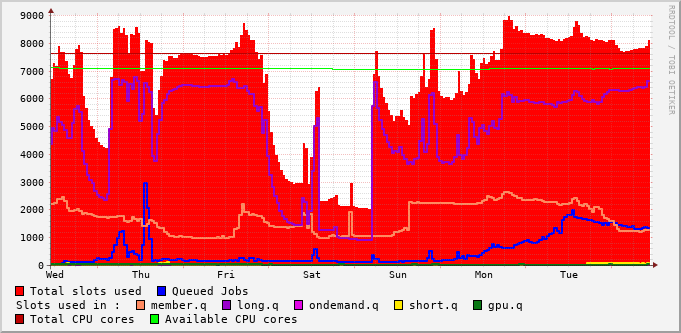 9000
8000
7000
6000
5000
4000
3000
2000
1000
0
Wed Thu Fri Sat Sun Mon Tue
RRDTOOL / TOBI OETIKER
Total slots used Queued Jobs
Slots used in : member.q long.q ondemand.q short.q gpu.q
Total CPU cores Available CPU cores